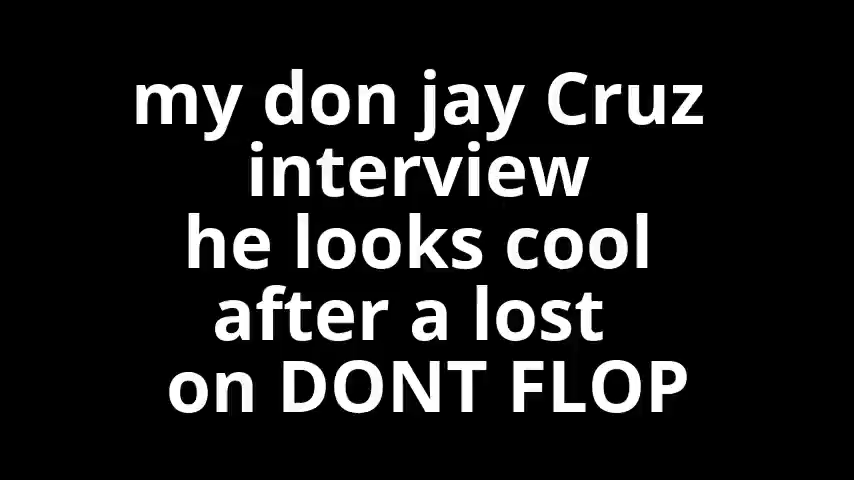 my don jay Cruz
interview
he looks cool
after a lost
on DONT FLOP